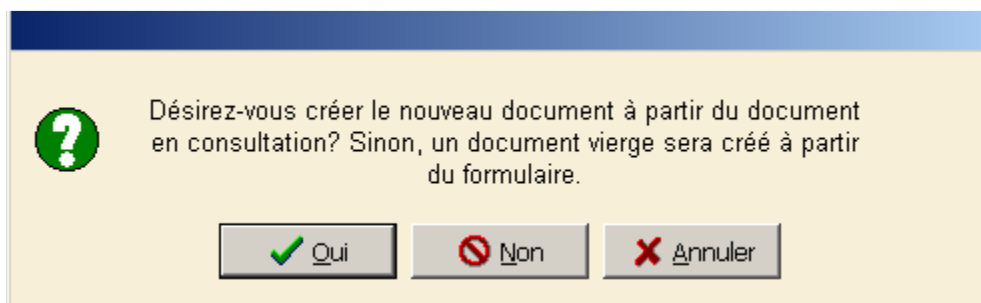 Désirez-vous créer le nouveau document à partir du document
en consultation? Sinon, un document vierge sera créé à partir
du formulaire.
Oui Non Annuler